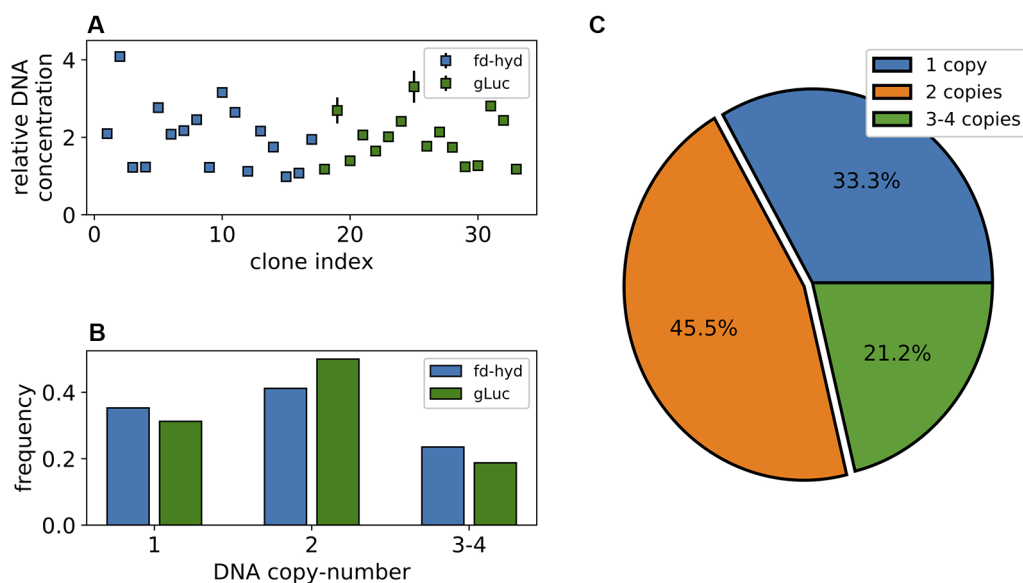 A
relative DNA
concentration
4
2
0
0
10
20
30
clone index
fd-hyd
gLuc
B
frequency
0.4
0.2
0.0
1
2
3-4
DNA copy-number
fd-hyd
gLuc
C
1 copy
2 copies
3-4 copies
33.3%
45.5%
21.2%